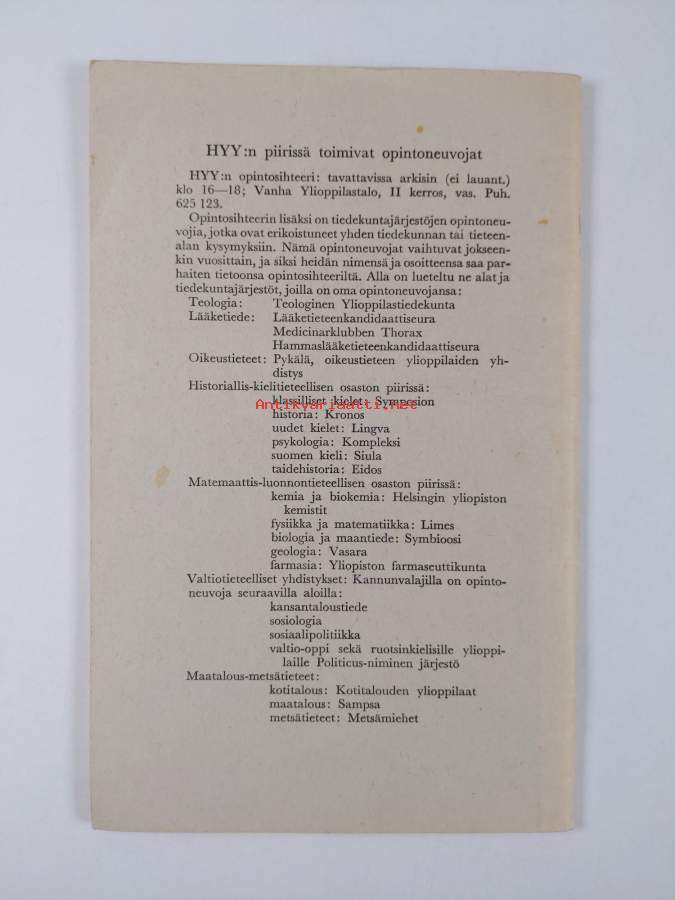 HYY:n piirissä toimivat opintoneuvojat
HYY:n opintosihteeri: tavattavissa arkisin (ei lauant.)
klo 16—18; Vanha Ylioppilastalo, II kerros, vas. Puh.
625 123.
Opintosihteerin lisäksi on tiedekuntajärjestöjen opintoneu-
vojia, jotka ovat erikoistuneet yhden tiedekunnan tai tieteen-
alan kysymyksiin. Nämä opintoneuvojat vaihtuvat jokseen-
kin vuosittain, ja siksi heidän nimensä ja osoitteensa saa par-
haiten tietoonsa opintosihteeriltä. Alla on lueteltu ne alat ja
tiedekuntajärjestöt, joilla on oma opintoneuvojansa:
Teologia: Teologinen Ylioppilastiedekunta
Lääketiede: Lääketieteenkandidaattiseura
Medicinarklubben Thorax
Hammaslääketieteenkandidaattiseura
Oikeustieteet: Pykälä, oikeustieteen ylioppilaiden yh-
distys
Historiallis-kielitieteellisen osaston piirissä:
klassilliset kielet: Symposion
Antikvariaatti.net
historia: Kronos
uudet kielet: Lingva
psykologia: Kompleksi
suomen kieli: Siula
taidehistoria: Eidos
Matemaattis-luonnontieteellisen osaston piirissä:
kemia ja biokemia: Helsingin yliopiston
kemistit
fysiikka ja matematiikka: Limes
biologia ja maantiede: Symbioosi
geologia: Vasara
farmasia: Yliopiston farmaseuttikunta
Valtiotieteelliset yhdistykset: Kannunvalajilla on opinto-
neuvoja seuraavilla aloilla:
kansantaloustiede
sosiologia
sosiaalipolitiikka
valtio-oppi sekä ruotsinkielisille ylioppi-
laille Politicus-niminen järjestö
Maatalous-metsätieteet:
kotitalous: Kotitalouden ylioppilaat
maatalous: Sampsa
metsätieteet: Metsämiehet